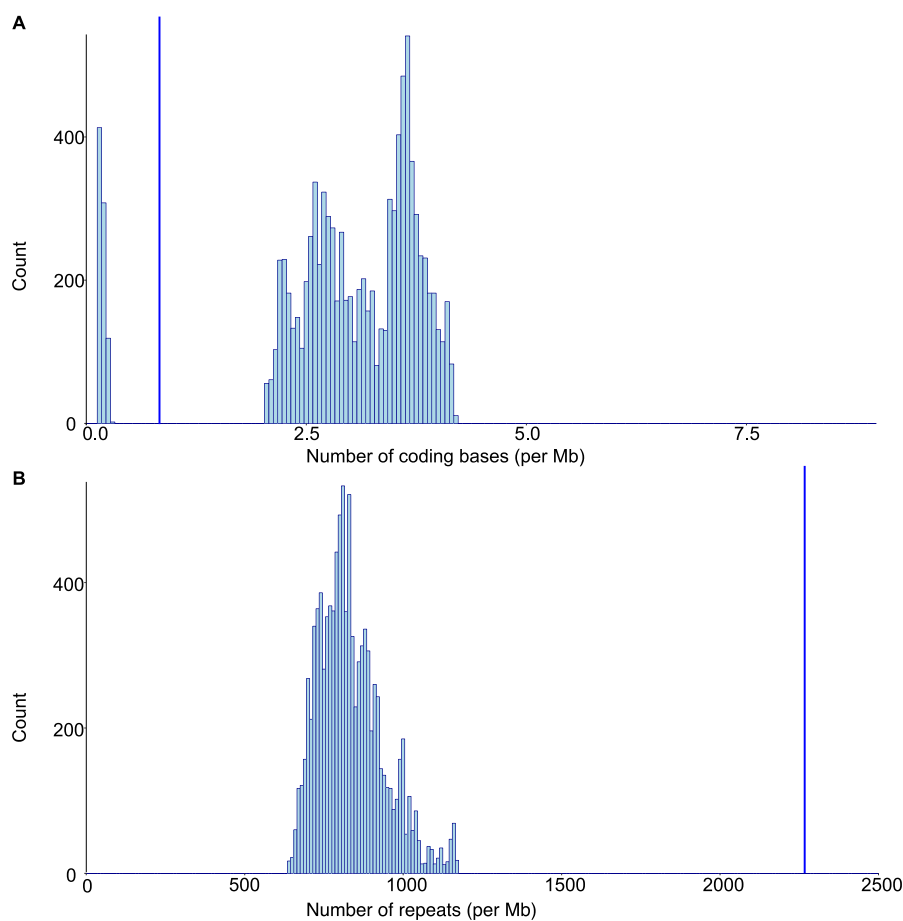 A
Count
400
200
0
0.0 2.5 5.0 7.5
Number of coding bases (per Mb)
B
Count
400
200
0
0 500 1000 1500 2000 2500
Number of repeats (per Mb)